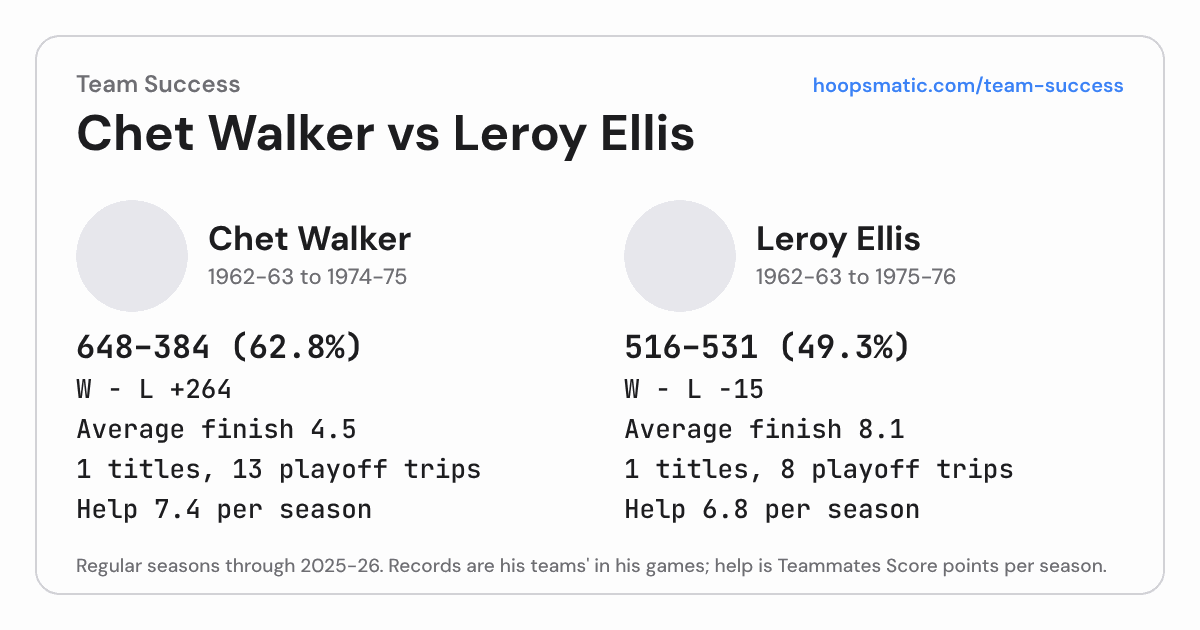 Team Success
hoopsmatic.com/team-success
Chet Walker vs Leroy Ellis
Chet Walker
1962-63 to 1974-75
648-384 (62.8%)
W - L +264
Average finish 4.5
1 titles, 13 playoff trips
Help 7.4 per season
Leroy Ellis
1962-63 to 1975-76
516-531 (49.3%)
W - L -15
Average finish 8.1
1 titles, 8 playoff trips
Help 6.8 per season
Regular seasons through 2025-26. Records are his teams' in his games; help is Teammates Score points per season.